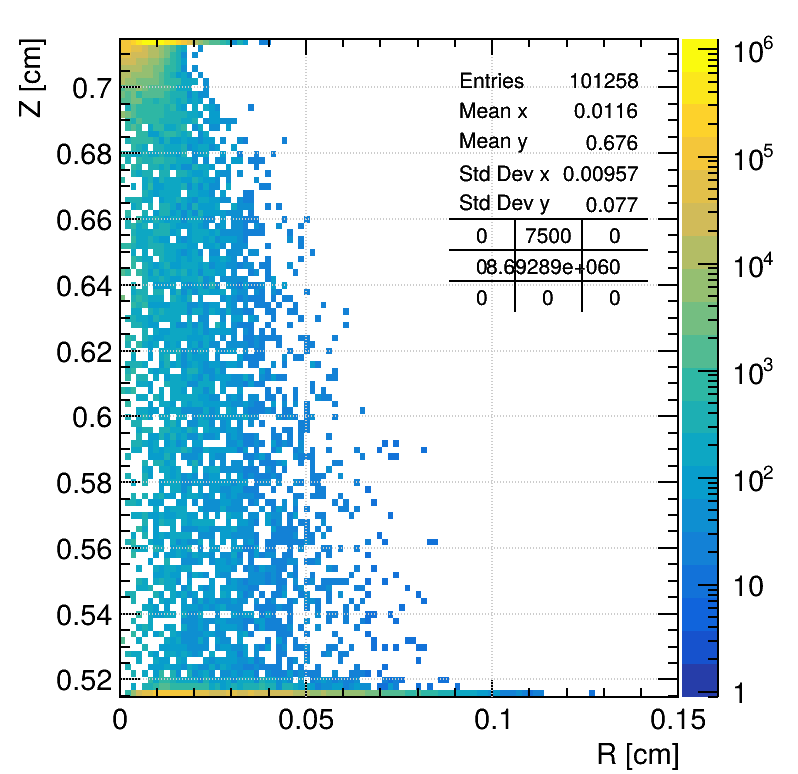 Z [cm]
Entries 101258
Mean x 0.0116
Mean y 0.676
Std Dev x 0.00957
Std Dev y 0.077
0 7500 0
08.69289e+060
0 0 0
0.7
0.68
0.66
0.64
0.62
0.6
0.58
0.56
0.54
0.52
0 0.05 0.1 0.15
R [cm]
10^6
10^5
10^4
10^3
10^2
10
1